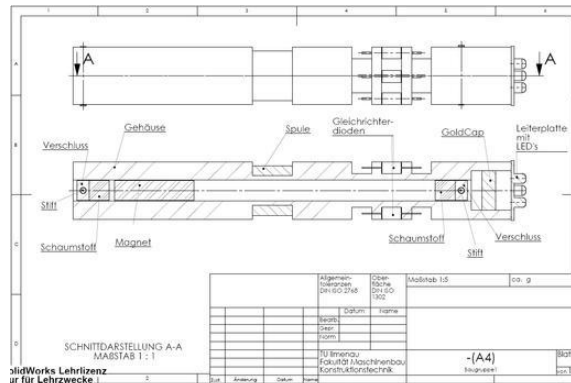 A
A
Verschluss
Gehäuse
Spule
Gleichrichter-
dioden
GoldCap
Leiterplatte
mit
LED's
Stift
Schaumstoff
Magnet
Schaumstoff
Stift
Verschluss
SCHNITTDARSTELLUNG A-A
MAßSTAB 1 : 1
Allgemein-
toleranzen
DIN ISO 2768
Ober-
fläche
DIN ISO
1302
Maßstab 1:5
ca. g
Datum
Name
Bearb.
Gepr.
Norm
TU Ilmenau
Fakultät Maschinenbau
Konstruktionstechnik
-(A4)
Baugruppe1
Blatt
Zust.
Änderung
Datum
Name
olidWorks Lehrlizenz
ur für Lehrzwecke